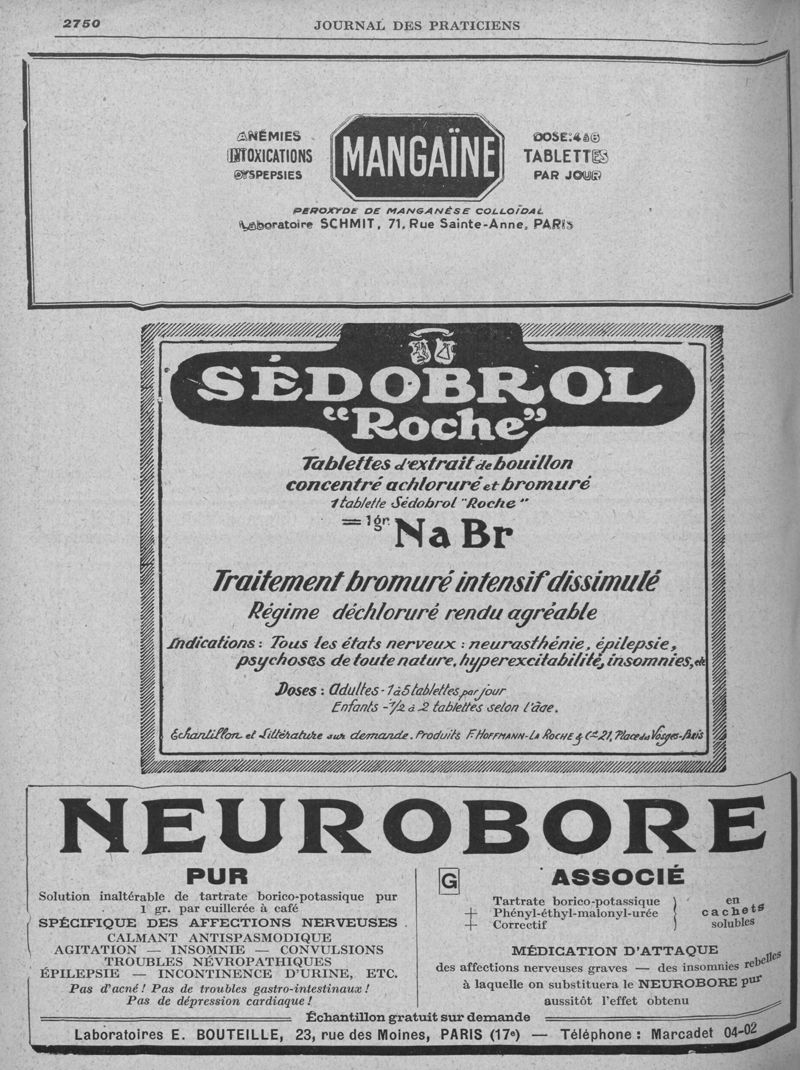 2750
JOURNAL DES PRATICIENS
ANÉMIES
INTOXICATIONS
DYSPEPSIES
MANGAÏNE
DOSE: 4 à 6
TABLETTES
PAR JOUR
PEROXYDE DE MANGANÈSE COLLOÏDAL
Laboratoire SCHMIT, 71, Rue Sainte-Anne, PARIS
SÉDOBROL
"Roche"
Tablettes d'extrait de bouillon
concentré achloruré et bromuré
1 tablette Sédobrol "Roche"
= 1gr. Na Br
Traitement bromuré intensif dissimulé
Régime déchloruré rendu agréable
Indications : Tous les états nerveux : neurasthénie, épilepsie,
psychoses de toute nature, hyperexcitabilité, insomnies, etc
Doses : Adultes - 1 à 5 tablettes par jour
Enfants - 1/2 à 2 tablettes selon l'âge.
Échantillon et Littérature sur demande. Produits F. HOFFMANN-LA ROCHE & Cie 21, Place des Vosges-Paris
NEUROBORE
PUR
Solution inaltérable de tartrate borico-potassique pur
1 gr. par cuillerée à café
SPÉCIFIQUE DES AFFECTIONS NERVEUSES
CALMANT ANTISPASMODIQUE
AGITATION — INSOMNIE — CONVULSIONS
TROUBLES NÉVROPATHIQUES
ÉPILEPSIE — INCONTINENCE D'URINE, ETC.
Pas d'acné ! Pas de troubles gastro-intestinaux !
Pas de dépression cardiaque !
G
ASSOCIÉ
Tartrate borico-potassique
+ Phényl-éthyl-malonyl-urée
+ Correctif
en
cachets
solubles
MÉDICATION D'ATTAQUE
des affections nerveuses graves — des insomnies rebelles
à laquelle on substituera le NEUROBORE pur
aussitôt l'effet obtenu
Échantillon gratuit sur demande
Laboratoires E. BOUTEILLE, 23, rue des Moines, PARIS (17e) — Téléphone : Marcadet 04-02